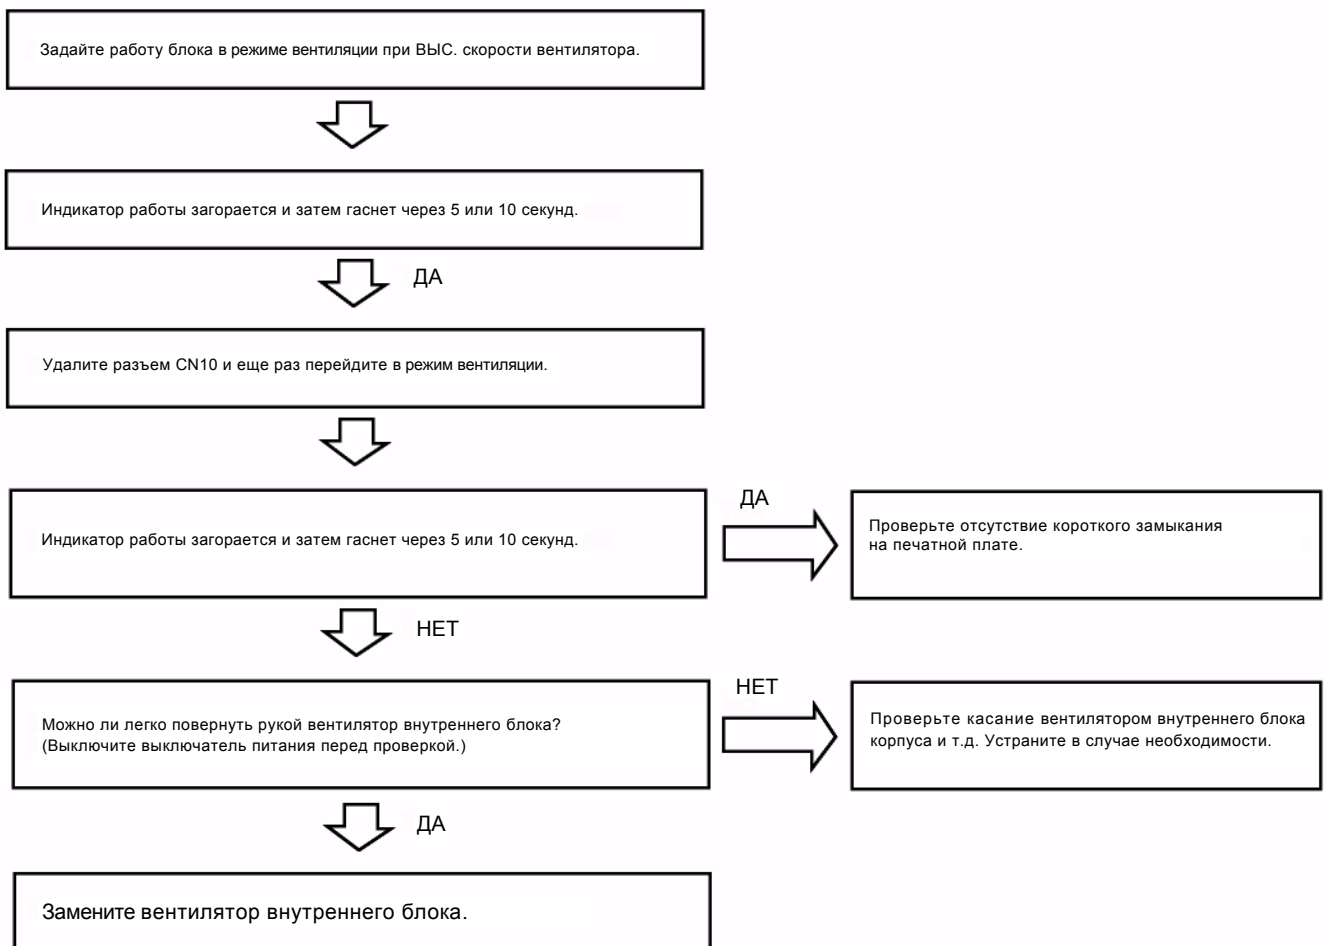 Задайте работу блока в режиме вентиляции при ВЫС. скорости вентилятора.
Индикатор работы загорается и затем гаснет через 5 или 10 секунд.
ДА
Удалите разъем CN10 и еще раз перейдите в режим вентиляции.
Индикатор работы загорается и затем гаснет через 5 или 10 секунд.
ДА
Проверьте отсутствие короткого замыкания
на печатной плате.
НЕТ
Можно ли легко повернуть рукой вентилятор внутреннего блока?
(Выключите выключатель питания перед проверкой.)
НЕТ
Проверьте касание вентилятором внутреннего блока
корпуса и т.д. Устраните в случае необходимости.
ДА
Замените вентилятор внутреннего блока.